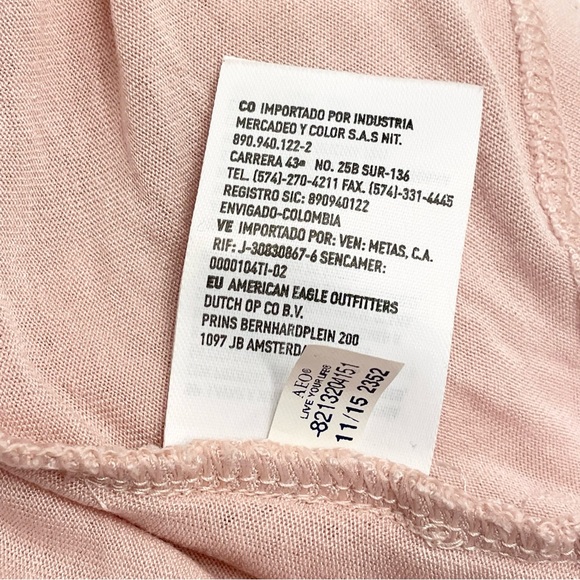 CO IMPORTADO POR INDUSTRIA
MERCADEO Y COLOR S.A.S NIT.
890.940.122-2
CARRERA 43ª NO. 25B SUR-136
TEL. (574)-270-4211 FAX. (574)-331-4445
REGISTRO SIC: 890940122
ENVIGADO-COLOMBIA
VE IMPORTADO POR: VEN: METAS, C.A.
RIF: J-30830867-6 SENCAMER:
0000104TI-02
EU AMERICAN EAGLE OUTFITTERS
DUTCH OP CO B.V.
PRINS BERNHARDPLEIN 200
1097 JB AMSTERDA
AEO®
LIVE YOUR LIFE®
-8213204151
11/15 2352